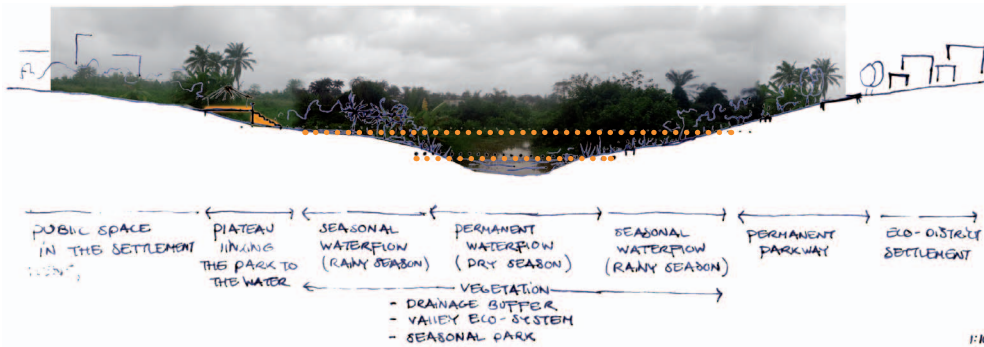 PUBLIC SPACE
IN THE SETTLEMENT
PLATEAU
LINKING
THE PARK TO
THE WATER
SEASONAL
WATERFLOW
(RAINY SEASON)
PERMANENT
WATERFLOW
(DRY SEASON)
SEASONAL
WATERFLOW
(RAINY SEASON)
PERMANENT
PARKWAY
ECO-DISTRICT
SETTLEMENT
VEGETATION
- DRAINAGE BUFFER
- VALLEY ECO-SYSTEM
- SEASONAL PARK